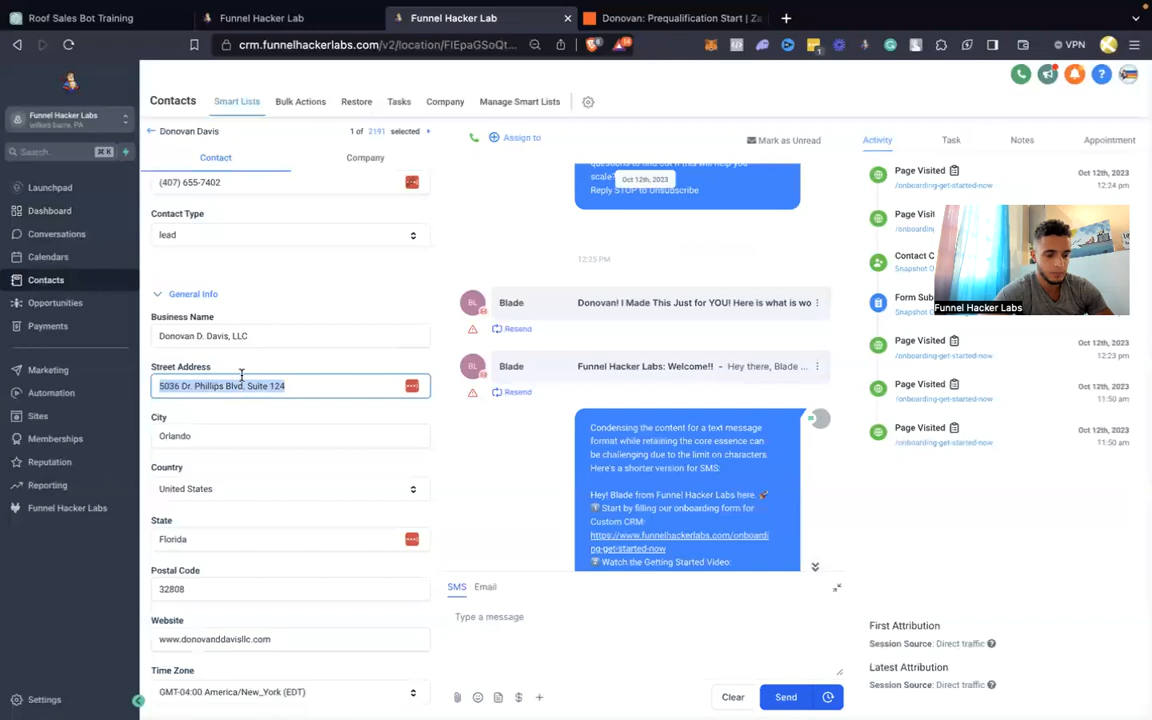 Roof Sales Bot Training
Funnel Hacker Lab
Funnel Hacker Lab
Donovan: Prequalification Start | Za
crm.funnelhackerlabs.com/v2/location/FIEpaGSoQt...
VPN
Contacts
Smart Lists
Bulk Actions
Restore
Tasks
Company
Manage Smart Lists
Funnel Hacker Labs
Search...
⌘ K
Launchpad
Dashboard
Conversations
Calendars
Contacts
Opportunities
Payments
Marketing
Automation
Sites
Memberships
Reputation
Reporting
Funnel Hacker Labs
Settings
Donovan Davis
1 of 2191 selected
Contact
Company
(407) 655-7402
Contact Type
lead
General Info
Business Name
Donovan D. Davis, LLC
Street Address
5036 Dr. Phillips Blvd. Suite 124
City
Orlando
Country
United States
State
Florida
Postal Code
32808
Website
www.donovanddavisllc.com
Time Zone
GMT-04:00 America/New_York (EDT)
Assign to
Mark as Unread
questions to find out if this will help you
scale?
Oct 12th, 2023
Reply STOP to Unsubscribe
12:25 PM
BL
Blade
Donovan! I Made This Just for YOU! Here is what is wo
Resend
BL
Blade
Funnel Hacker Labs: Welcome!! - Hey there, Blade ...
Resend
Condensing the content for a text message
format while retaining the core essence can
be challenging due to the limit on characters.
Here's a shorter version for SMS:
Hey! Blade from Funnel Hacker Labs here. 🚀
1️⃣ Start by filling our onboarding form for
Custom CRM:
https://www.funnelhackerlabs.com/onboardi
ng-get-started-now
2️⃣ Watch the Getting Started Video:
SMS
Email
Type a message
Clear
Send
Activity
Task
Notes
Appointment
Page Visited
Oct 12th, 2023
/onboarding-get-started-now
12:24 pm
Page Visit
/onboarding
Contact C
Snapshot O
Form Sub
Snapshot O
Funnel Hacker Labs
Page Visited
Oct 12th, 2023
/onboarding-get-started-now
12:23 pm
Page Visited
Oct 12th, 2023
/onboarding-get-started-now
11:50 am
Page Visited
Oct 12th, 2023
/onboarding-get-started-now
11:50 am
First Attribution
Session Source: Direct traffic
Latest Attribution
Session Source: Direct traffic